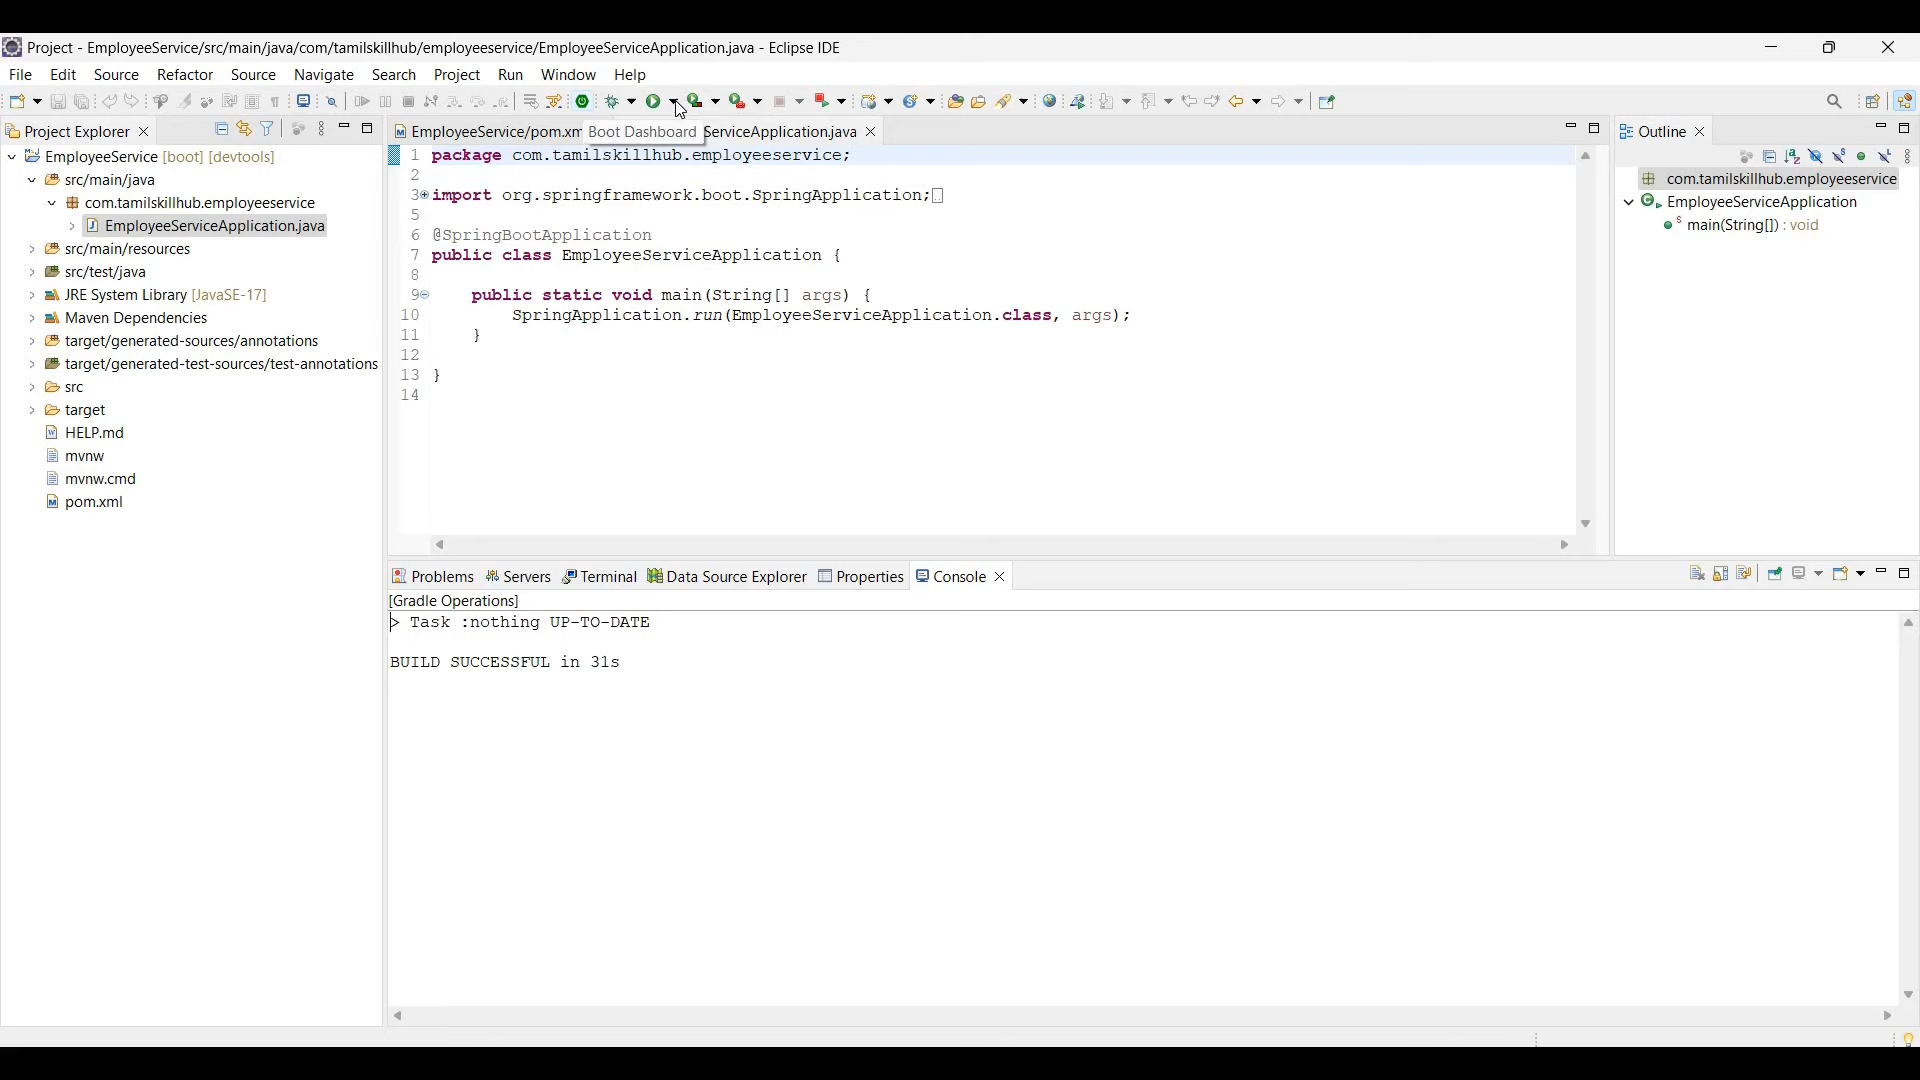 Project - EmployeeService/src/main/java/com/tamilskillhub/employeeservice/EmployeeServiceApplication.java - Eclipse IDE
File Edit Source Refactor Source Navigate Search Project Run Window Help
Project Explorer
EmployeeService [boot] [devtools]
src/main/java
com.tamilskillhub.employeeservice
EmployeeServiceApplication.java
src/main/resources
src/test/java
JRE System Library [JavaSE-17]
Maven Dependencies
target/generated-sources/annotations
target/generated-test-sources/test-annotations
src
target
HELP.md
mvnw
mvnw.cmd
pom.xml
EmployeeService/pom.xm Boot Dashboard ServiceApplication.java
1 package com.tamilskillhub.employeeservice;
2
3 import org.springframework.boot.SpringApplication;
5
6 @SpringBootApplication
7 public class EmployeeServiceApplication {
8
9 public static void main(String[] args) {
10 SpringApplication.run(EmployeeServiceApplication.class, args);
11 }
12
13 }
14
Outline
com.tamilskillhub.employeeservice
EmployeeServiceApplication
main(String[]) : void
Problems Servers Terminal Data Source Explorer Properties Console
[Gradle Operations]
> Task :nothing UP-TO-DATE
BUILD SUCCESSFUL in 31s